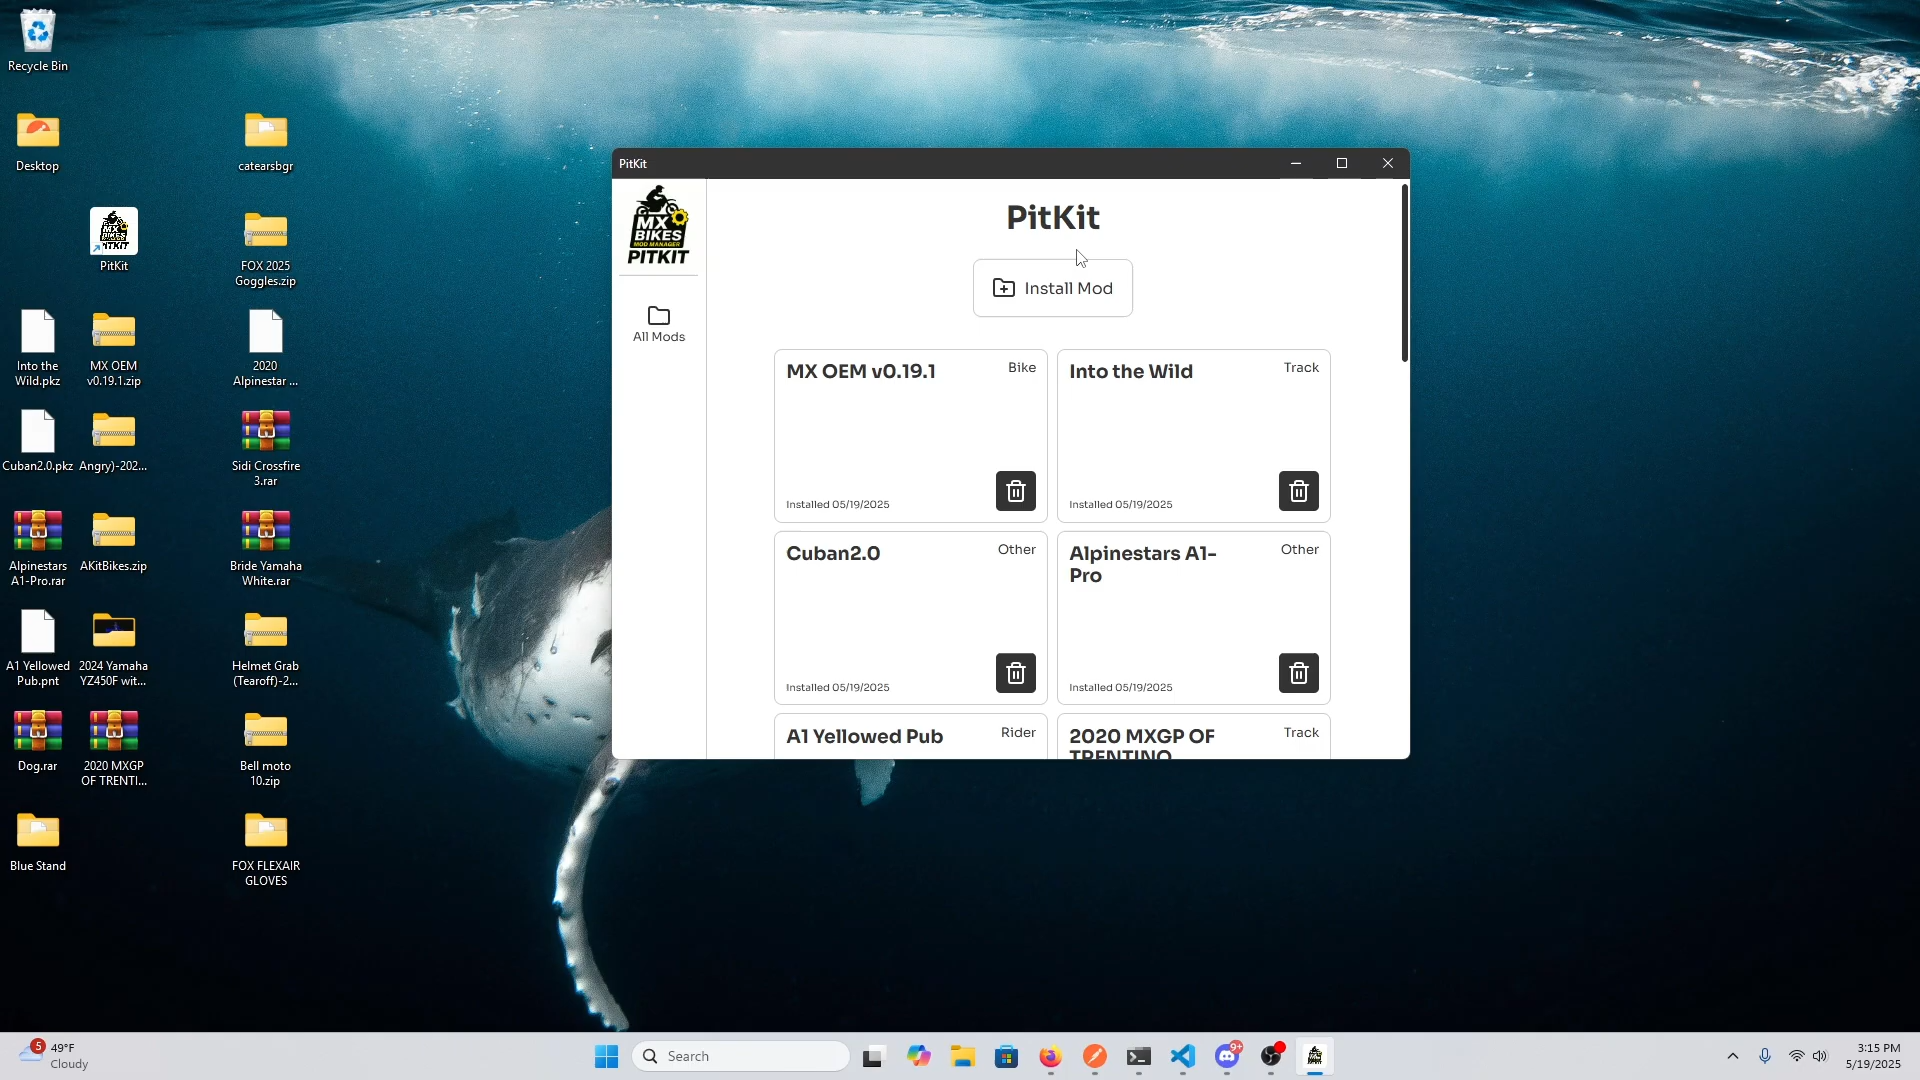 Recycle Bin
Desktop
catearsbgr
PitKit
FOX 2025
Goggles.zip
Into the
Wild.pkz
MX OEM
v0.19.1.zip
2020
Alpinestar ...
Cuban2.0.pkz
Angry)-202...
Sidi Crossfire
3.rar
Alpinestars
A1-Pro.rar
AKitBikes.zip
Bride Yamaha
White.rar
A1 Yellowed
Pub.pnt
2024 Yamaha
YZ450F wit...
Helmet Grab
(Tearoff)-2...
Dog.rar
2020 MXGP
OF TRENTI...
Bell moto
10.zip
Blue Stand
FOX FLEXAIR
GLOVES
PitKit
MX
BIKES
MOD MANAGER
PITKIT
All Mods
PitKit
Install Mod
MX OEM v0.19.1
Bike
Installed 05/19/2025
Into the Wild
Track
Installed 05/19/2025
Cuban2.0
Other
Installed 05/19/2025
Alpinestars A1-
Pro
Other
Installed 05/19/2025
A1 Yellowed Pub
Rider
2020 MXGP OF
TRENTINO
Track
5
49°F
Cloudy
Search
9+
3:15 PM
5/19/2025